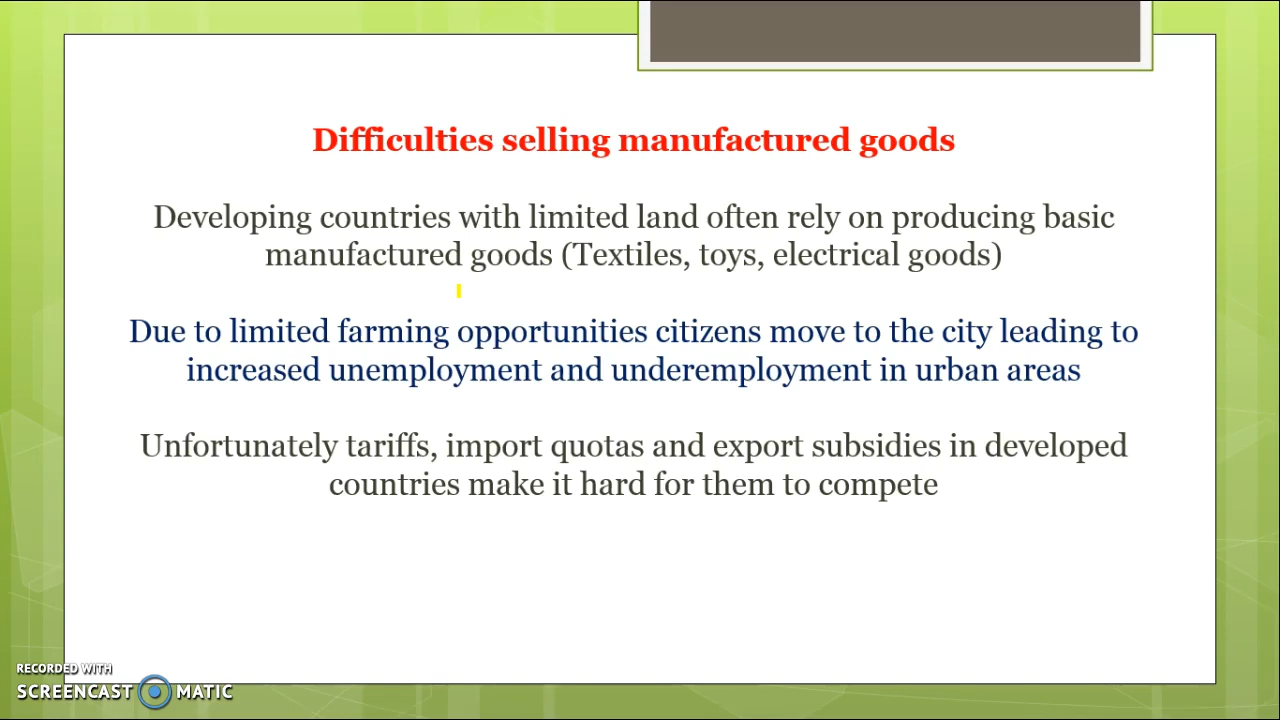 Difficulties selling manufactured goods
Developing countries with limited land often rely on producing basic
manufactured goods (Textiles, toys, electrical goods)
Due to limited farming opportunities citizens move to the city leading to
increased unemployment and underemployment in urban areas
Unfortunately tariffs, import quotas and export subsidies in developed
countries make it hard for them to compete
RECORDED WITH
SCREENCAST MATIC